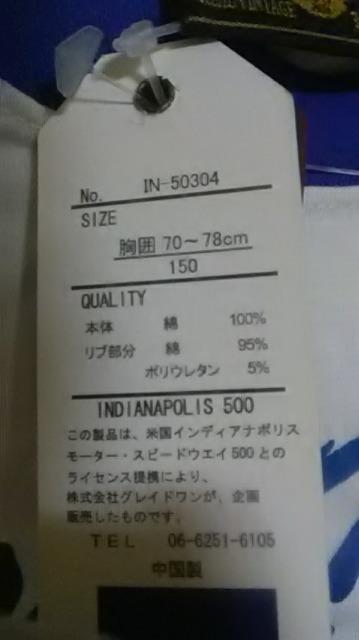 VINTAGE
No. IN-50304
SIZE
胸囲 70～78cm
150
QUALITY
本体 綿 100%
リブ部分 綿 95%
ポリウレタン 5%
INDIANAPOLIS 500
この製品は、米国インディアナポリス
モーター・スピードウエイ500との
ライセンス提携により、
株式会社グレイドワンが、企画
販売したものです。
TEL 06-6251-6105
中国製